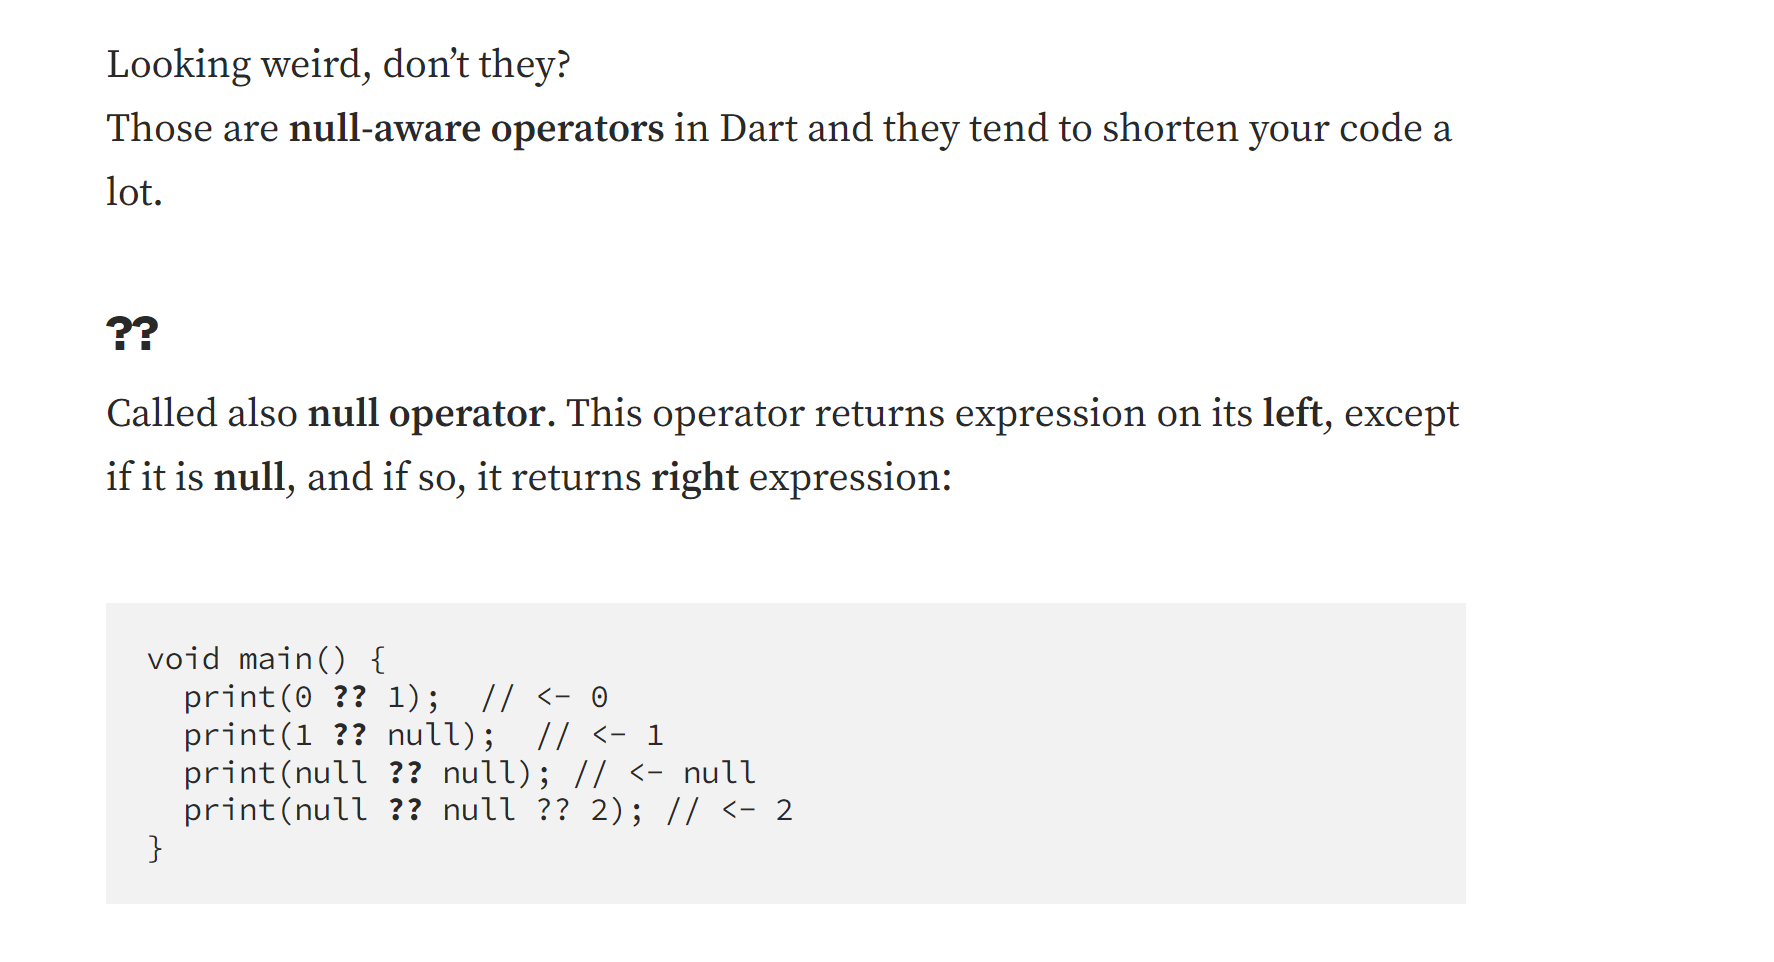 Looking weird, don’t they?
Those are null-aware operators in Dart and they tend to shorten your code a
lot.
??
Called also null operator. This operator returns expression on its left, except
if it is null, and if so, it returns right expression:
void main() {
  print(0 ?? 1);  // <- 0
  print(1 ?? null);  // <- 1
  print(null ?? null); // <- null
  print(null ?? null ?? 2); // <- 2
}